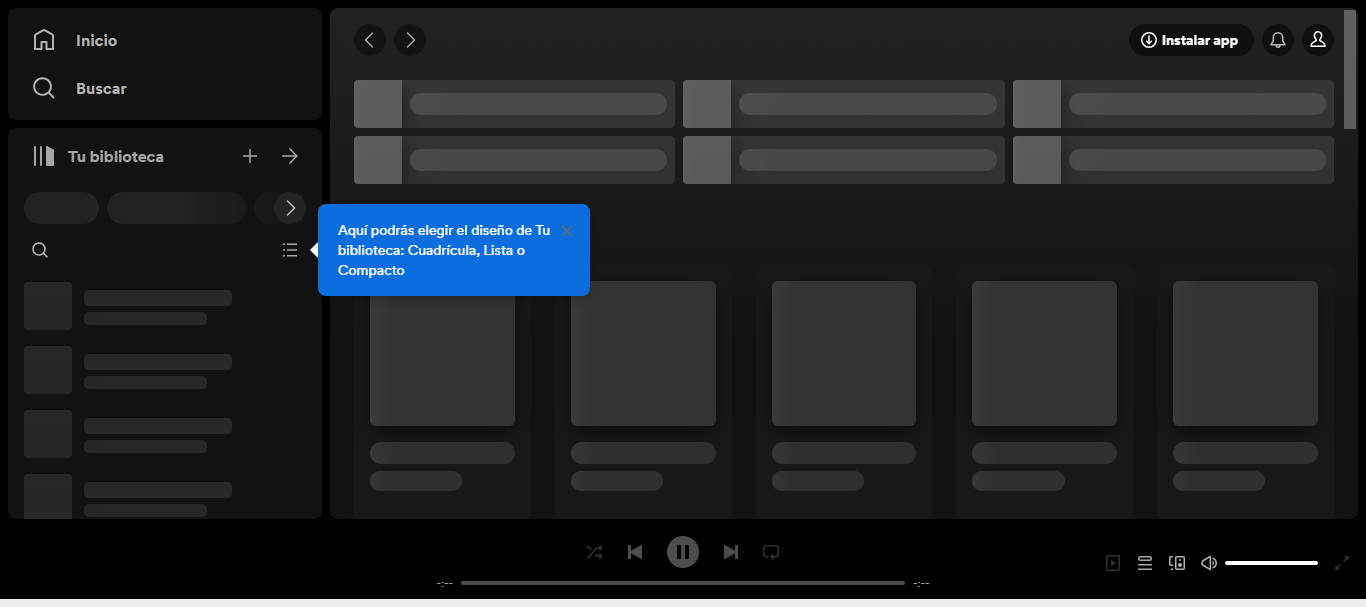 Inicio
Buscar
Tu biblioteca
Instalar app
Aquí podrás elegir el diseño de Tu
biblioteca: Cuadrícula, Lista o
Compacto
-:--
-:--